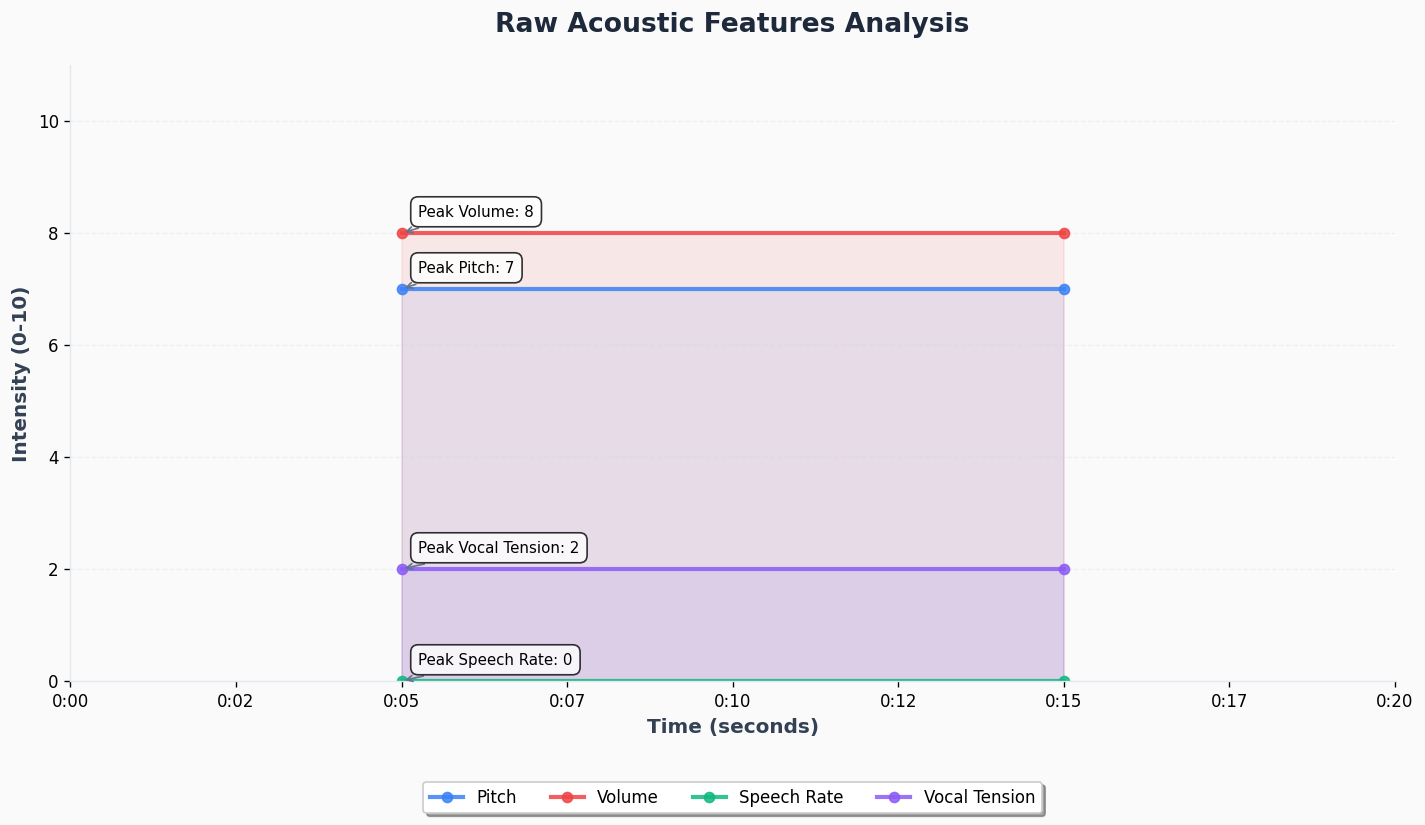 Raw Acoustic Features Analysis
Intensity (0-10)
10
8
6
4
2
0
Peak Volume: 8
Peak Pitch: 7
Peak Vocal Tension: 2
Peak Speech Rate: 0
0:00 0:02 0:05 0:07 0:10 0:12 0:15 0:17 0:20
Time (seconds)
Pitch Volume Speech Rate Vocal Tension